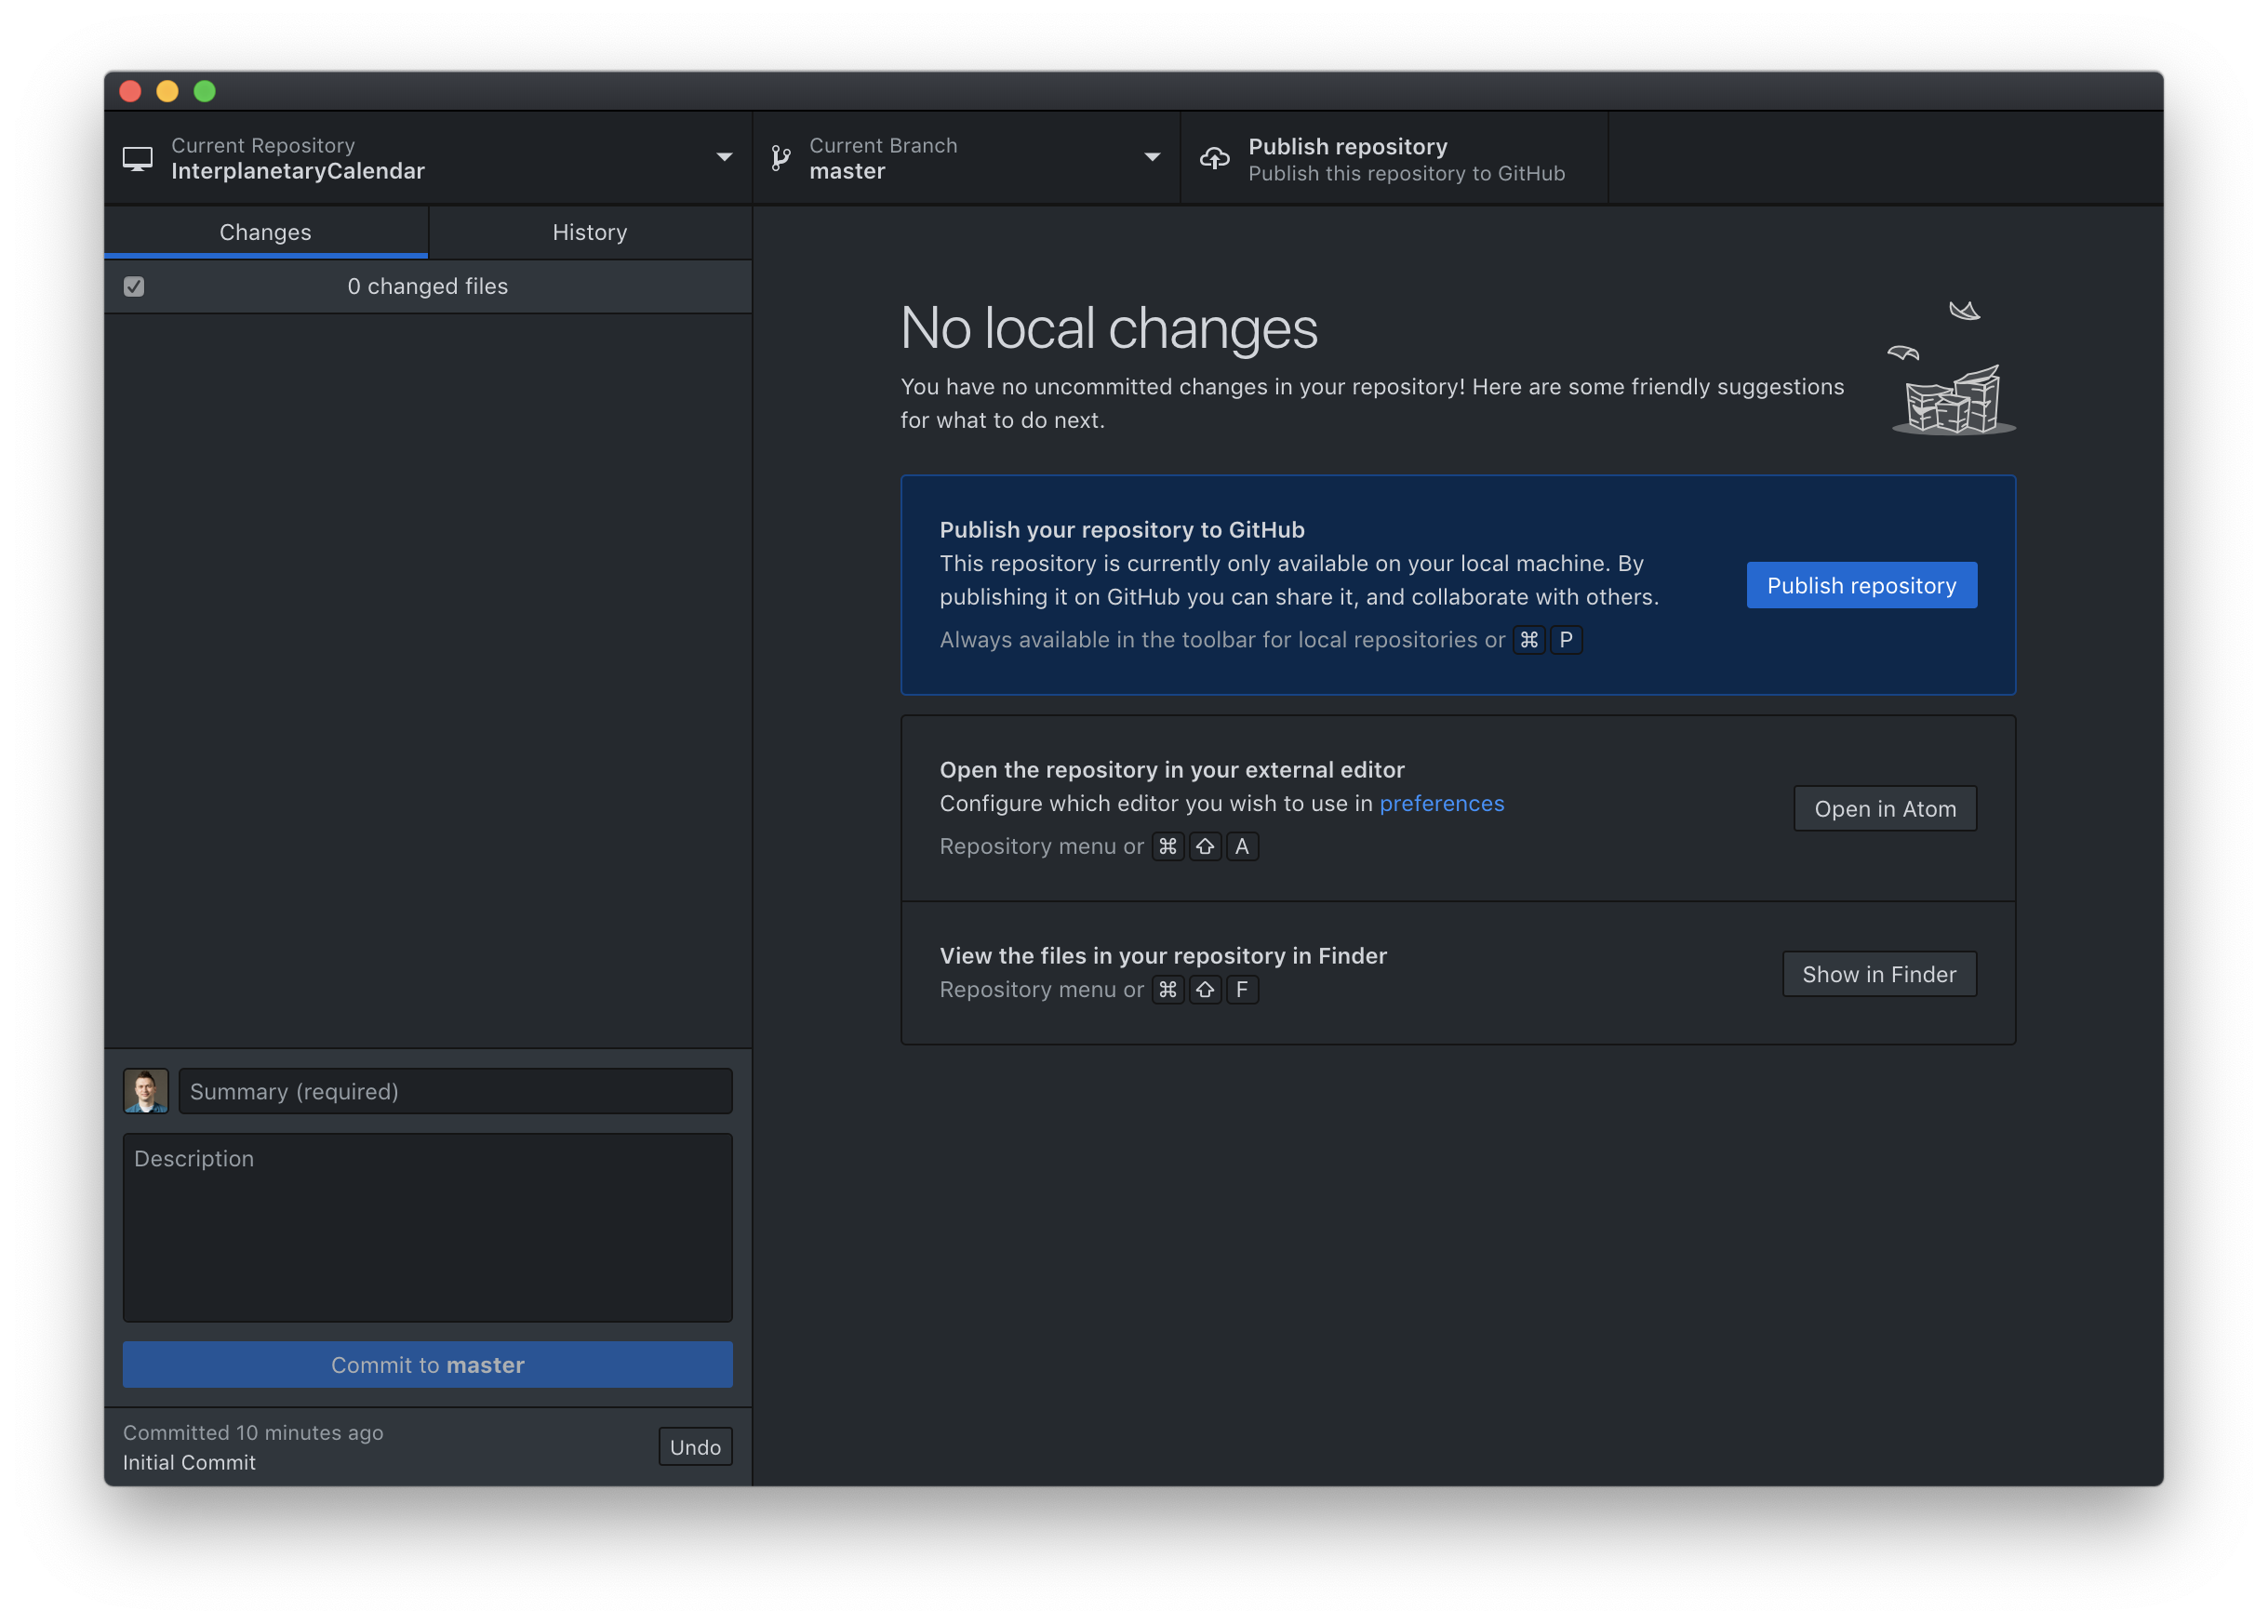 Current Repository
InterplanetaryCalendar
Current Branch
master
Publish repository
Publish this repository to GitHub
Changes
History
0 changed files
No local changes
You have no uncommitted changes in your repository! Here are some friendly suggestions
for what to do next.
Publish your repository to GitHub
This repository is currently only available on your local machine. By
publishing it on GitHub you can share it, and collaborate with others.
Always available in the toolbar for local repositories or ⌘ P
Publish repository
Open the repository in your external editor
Configure which editor you wish to use in preferences
Repository menu or ⌘ ⇧ A
Open in Atom
View the files in your repository in Finder
Repository menu or ⌘ ⇧ F
Show in Finder
Summary (required)
Description
Commit to master
Committed 10 minutes ago
Initial Commit
Undo